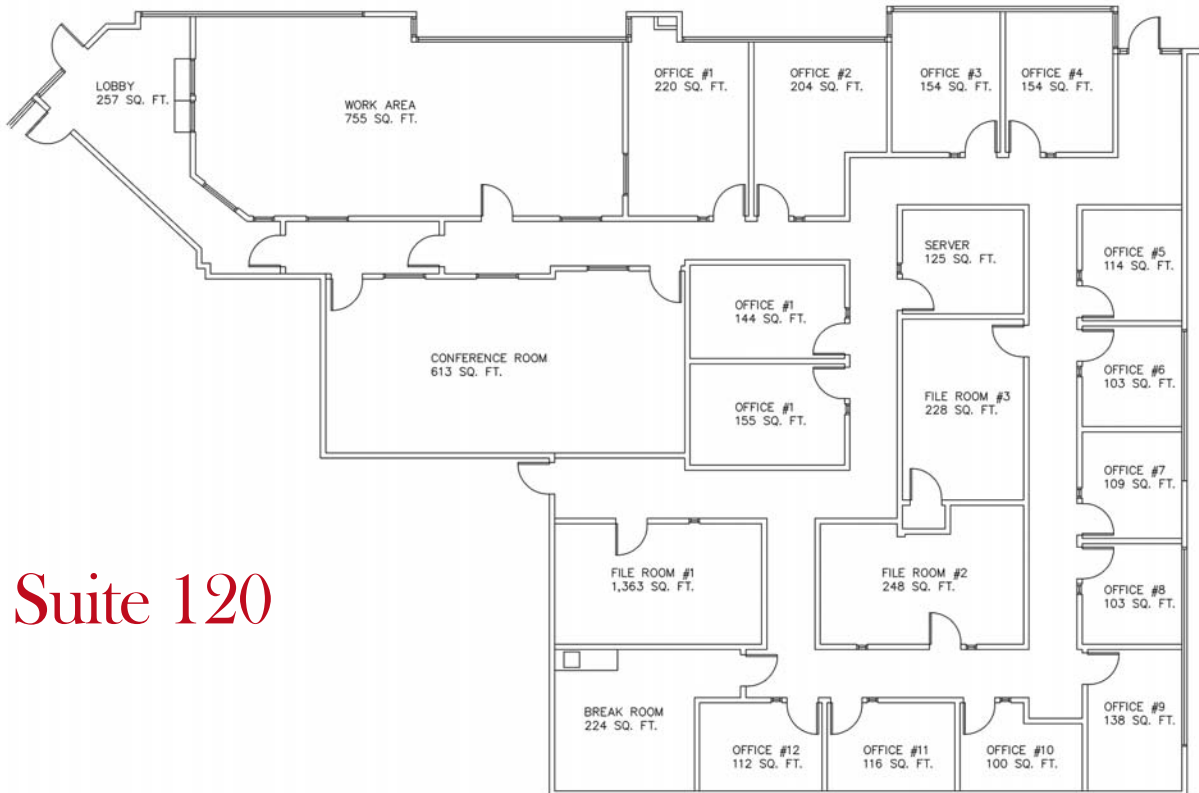 LOBBY
257 SQ. FT.
WORK AREA
755 SQ. FT.
OFFICE #1
220 SQ. FT.
OFFICE #2
204 SQ. FT.
OFFICE #3
154 SQ. FT.
OFFICE #4
154 SQ. FT.
SERVER
125 SQ. FT.
OFFICE #5
114 SQ. FT.
OFFICE #1
144 SQ. FT.
CONFERENCE ROOM
613 SQ. FT.
OFFICE #6
103 SQ. FT.
OFFICE #1
155 SQ. FT.
FILE ROOM #3
228 SQ. FT.
OFFICE #7
109 SQ. FT.
Suite 120
FILE ROOM #1
1,363 SQ. FT.
FILE ROOM #2
248 SQ. FT.
OFFICE #8
103 SQ. FT.
BREAK ROOM
224 SQ. FT.
OFFICE #9
138 SQ. FT.
OFFICE #12
112 SQ. FT.
OFFICE #11
116 SQ. FT.
OFFICE #10
100 SQ. FT.